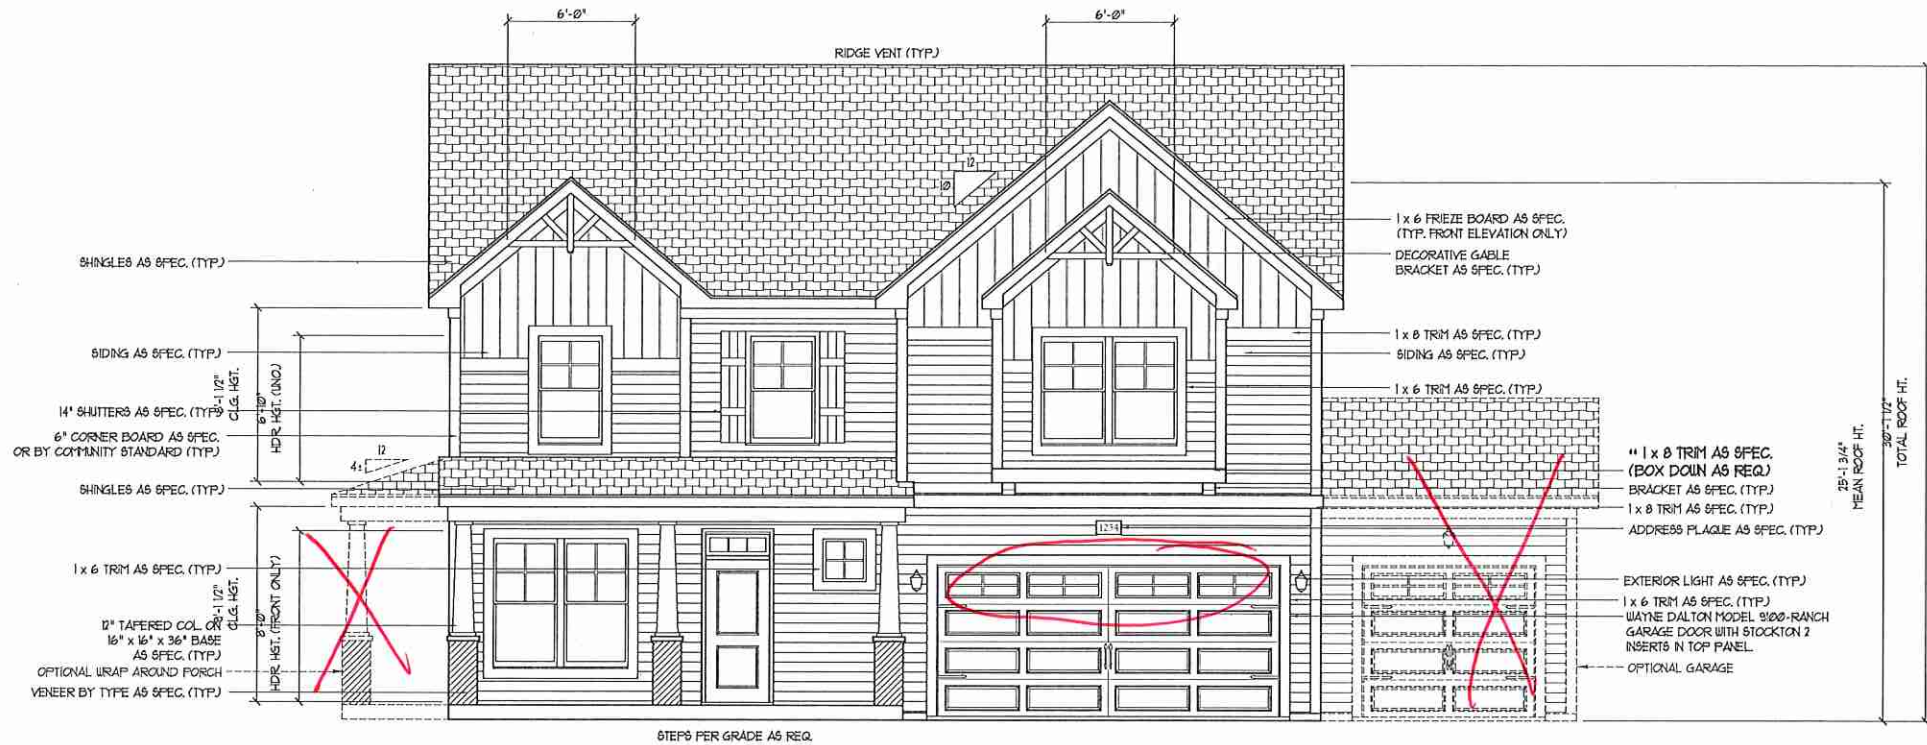 6'-0"
6'-0"
RIDGE VENT (TYP.)
12
10
1 x 6 FRIEZE BOARD AS SPEC.
(TYP. FRONT ELEVATION ONLY)
DECORATIVE GABLE
BRACKET AS SPEC. (TYP.)
SHINGLES AS SPEC. (TYP.)
1 x 8 TRIM AS SPEC. (TYP.)
SIDING AS SPEC. (TYP.)
SIDING AS SPEC. (TYP.)
8'-1 1/2"
CLG. HGT.
6'-10"
HDR. HGT. (UNO)
1 x 6 TRIM AS SPEC. (TYP.)
14" SHUTTERS AS SPEC. (TYP.)
6" CORNER BOARD AS SPEC.
OR BY COMMUNITY STANDARD (TYP.)
12
4:
SHINGLES AS SPEC. (TYP.)
25'-1 3/4"
MEAN ROOF HT.
30'-1 1/2"
TOTAL ROOF HT.
" 1 x 8 TRIM AS SPEC.
(BOX DOWN AS REQ.)
BRACKET AS SPEC. (TYP.)
1 x 8 TRIM AS SPEC. (TYP.)
1234
ADDRESS PLAQUE AS SPEC. (TYP.)
1 x 6 TRIM AS SPEC. (TYP.)
8'-1 1/2"
CLG. HGT.
8'-0"
HDR. HGT. (FRONT ONLY)
EXTERIOR LIGHT AS SPEC. (TYP.)
1 x 6 TRIM AS SPEC. (TYP.)
WAYNE DALTON MODEL 9100-RANCH
GARAGE DOOR WITH STOCKTON 2
INSERTS IN TOP PANEL.
12" TAPERED COL. ON
16" x 16" x 36" BASE
AS SPEC. (TYP.)
OPTIONAL WRAP AROUND PORCH
OPTIONAL GARAGE
VENEER BY TYPE AS SPEC. (TYP.)
STEPS PER GRADE AS REQ.